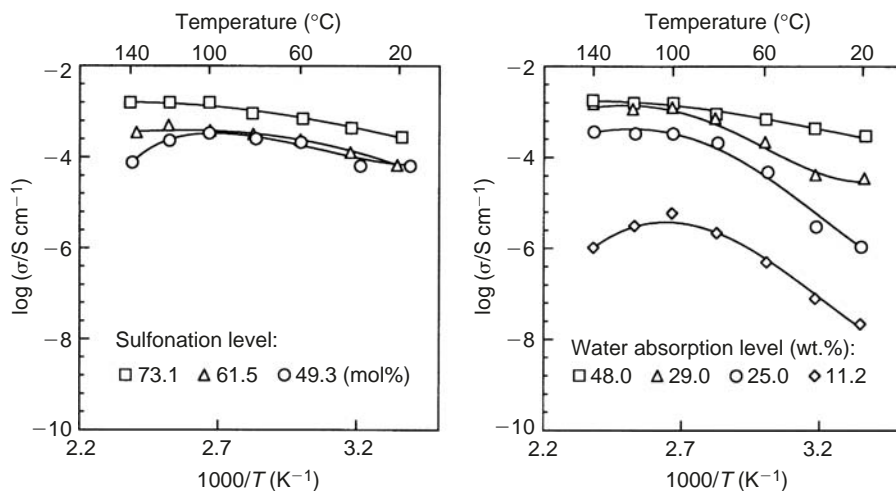 Temperature (°C)
140 100 60 20
−2
−4
−6
−8
−10
log (σ/S cm⁻¹)
Sulfonation level:
73.1 61.5 49.3 (mol%)
2.2 2.7 3.2
1000/T (K⁻¹)
Temperature (°C)
140 100 60 20
−2
−4
−6
−8
−10
log (σ/S cm⁻¹)
Water absorption level (wt.%):
48.0 29.0 25.0 11.2
2.2 2.7 3.2
1000/T (K⁻¹)